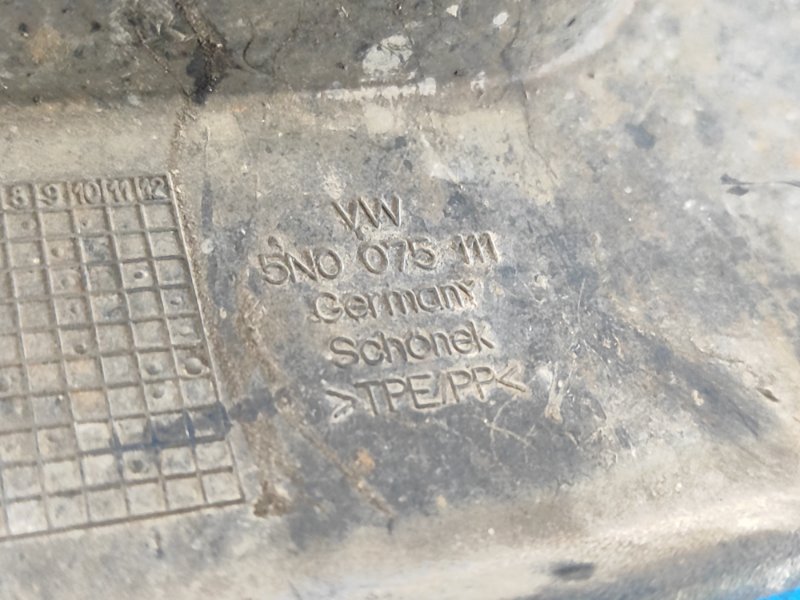 8 9 10 11 12
VW
5N0 075 111
Germany
Schönek
>TPE/PP<